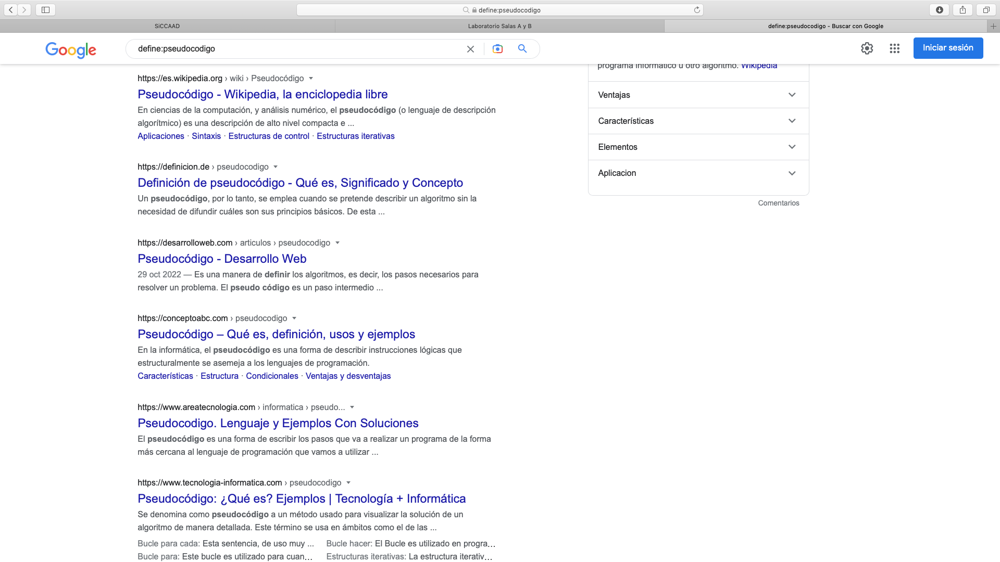 define:pseudocodigo
SiCCAAD
Laboratorio Salas A y B
define:pseudocodigo - Buscar con Google
Google
define:pseudocodigo
Iniciar sesión
https://es.wikipedia.org › wiki › Pseudocódigo
Pseudocódigo - Wikipedia, la enciclopedia libre
En ciencias de la computación, y análisis numérico, el pseudocódigo (o lenguaje de descripción
algorítmico) es una descripción de alto nivel compacta e ...
Aplicaciones · Sintaxis · Estructuras de control · Estructuras iterativas
https://definicion.de › pseudocodigo
Definición de pseudocódigo - Qué es, Significado y Concepto
Un pseudocódigo, por lo tanto, se emplea cuando se pretende describir un algoritmo sin la
necesidad de difundir cuáles son sus principios básicos. De esta ...
https://desarrolloweb.com › articulos › pseudocodigo
Pseudocódigo - Desarrollo Web
29 oct 2022 — Es una manera de definir los algoritmos, es decir, los pasos necesarios para
resolver un problema. El pseudo código es un paso intermedio ...
https://conceptoabc.com › pseudocodigo
Pseudocódigo – Qué es, definición, usos y ejemplos
En la informática, el pseudocódigo es una forma de describir instrucciones lógicas que
estructuralmente se asemeja a los lenguajes de programación.
Características · Estructura · Condicionales · Ventajas y desventajas
https://www.areatecnologia.com › informatica › pseudo...
Pseudocodigo. Lenguaje y Ejemplos Con Soluciones
El pseudocódigo es una forma de escribir los pasos que va a realizar un programa de la forma
más cercana al lenguaje de programación que vamos a utilizar ...
https://www.tecnologia-informatica.com › pseudocodigo
Pseudocódigo: ¿Qué es? Ejemplos | Tecnología + Informática
Se denomina como pseudocódigo a un método usado para visualizar la solución de un
algoritmo de manera detallada. Este término se usa en ámbitos como el de las ...
Bucle para cada: Esta sentencia, de uso muy ...
Bucle hacer: El Bucle es utilizado en progra...
Bucle para: Este bucle es utilizado para cuan...
Estructuras iterativas: La estructura iterativ...
programa informático u otro algoritmo. Wikipedia
Ventajas
Características
Elementos
Aplicacion
Comentarios